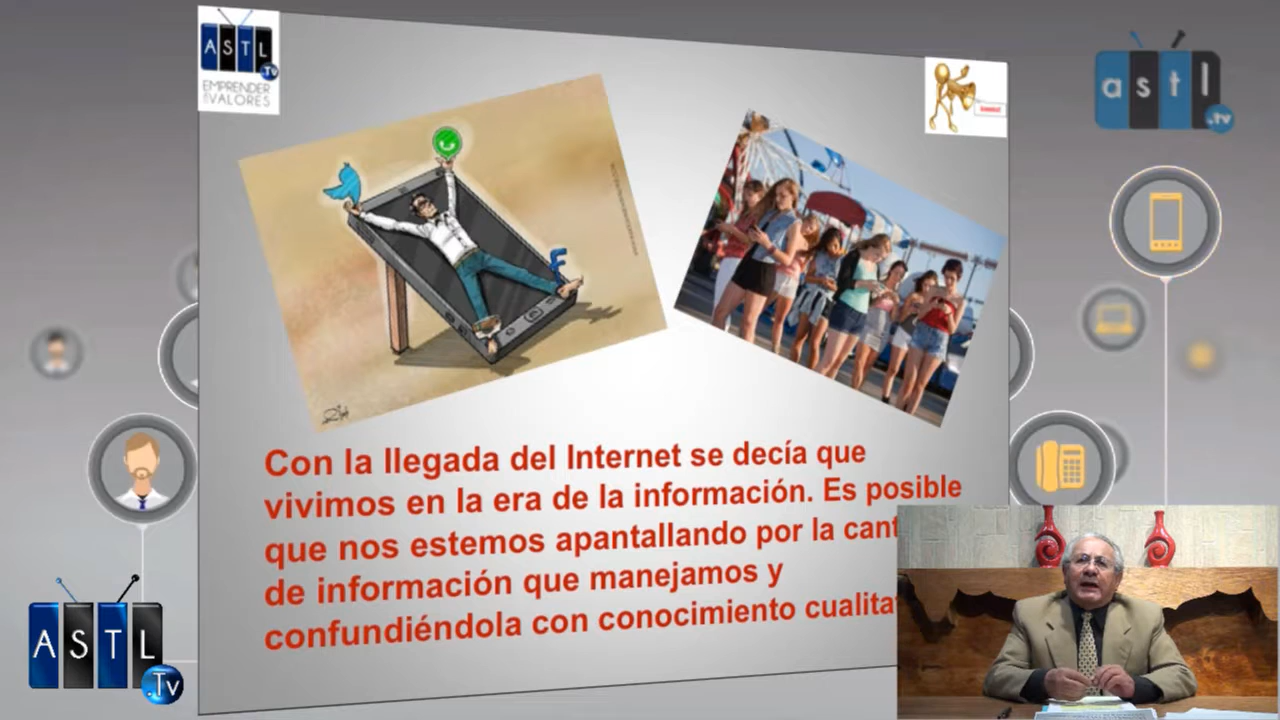 ASTL
.Tv
EMPRENDER
CON VALORES
astl
.tv
Con la llegada del Internet se decía que
vivimos en la era de la información. Es posible
que nos estemos apantallando por la cant
de información que manejamos y
confundiéndola con conocimiento cualita
ASTL
.Tv